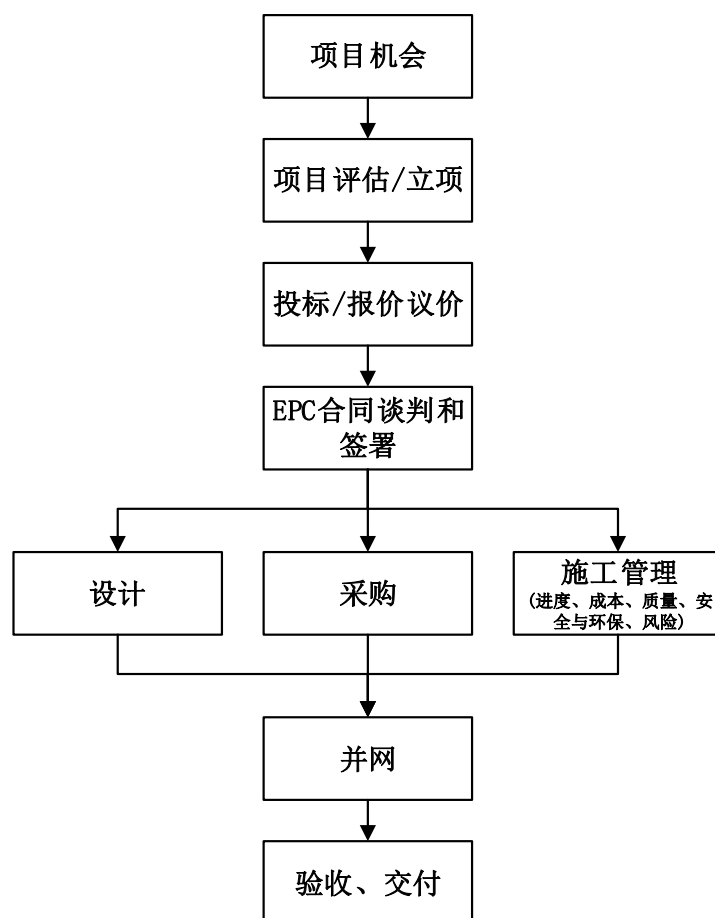 项目机会
项目评估/立项
投标/报价议价
EPC合同谈判和
签署
设计
采购
施工管理
(进度、成本、质量、安
全与环保、风险)
并网
验收、交付